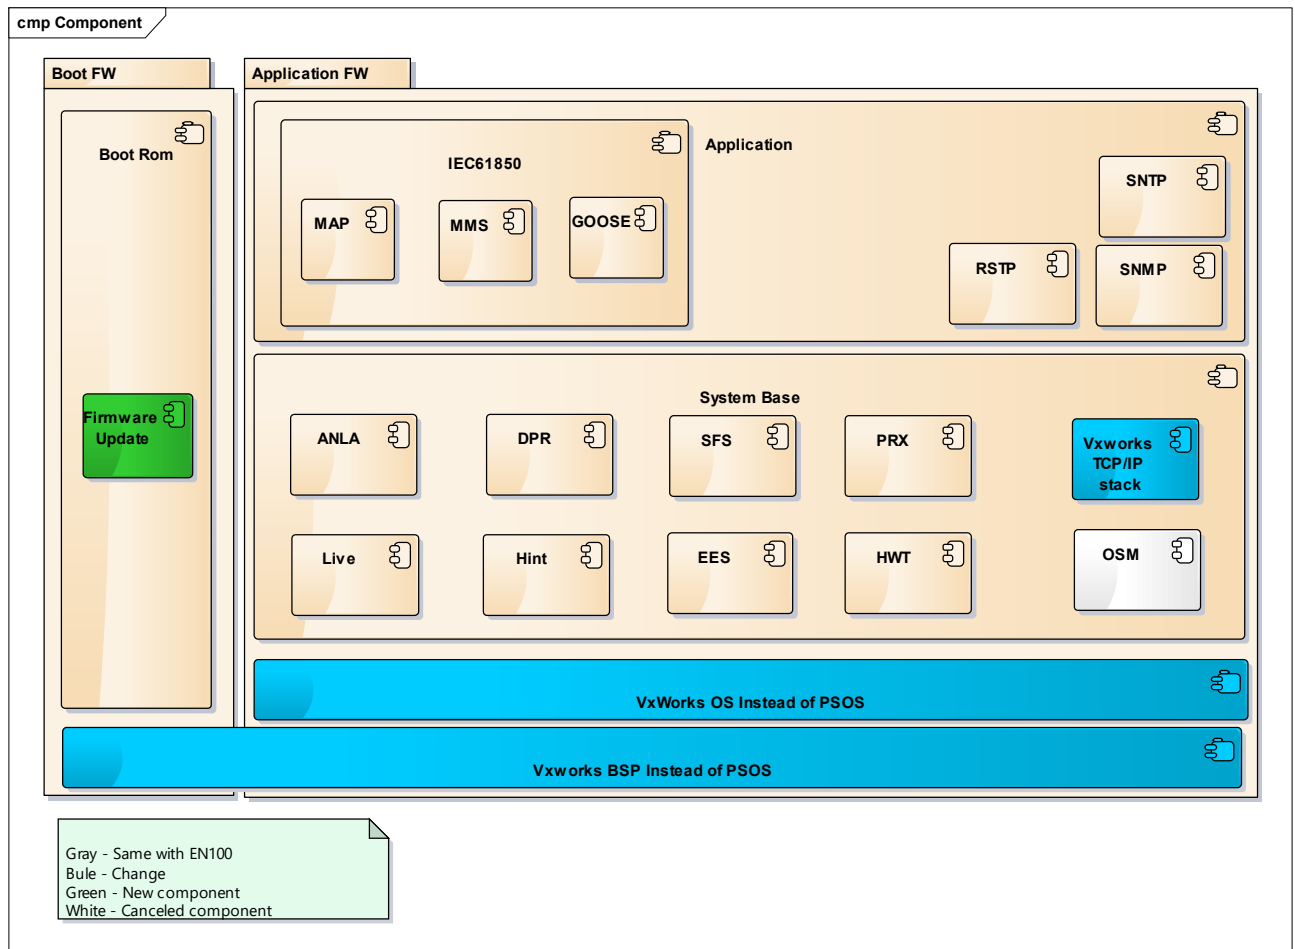 cmp Component
Boot FW
Application FW
Boot Rom
Firmware
Update
Application
IEC61850
MAP
MMS
GOOSE
SNTP
RSTP
SNMP
System Base
ANLA
DPR
SFS
PRX
Vxworks
TCP/IP
stack
Live
Hint
EES
HWT
OSM
VxWorks OS Instead of PSOS
Vxworks BSP Instead of PSOS
Gray - Same with EN100
Bule - Change
Green - New component
White - Canceled component